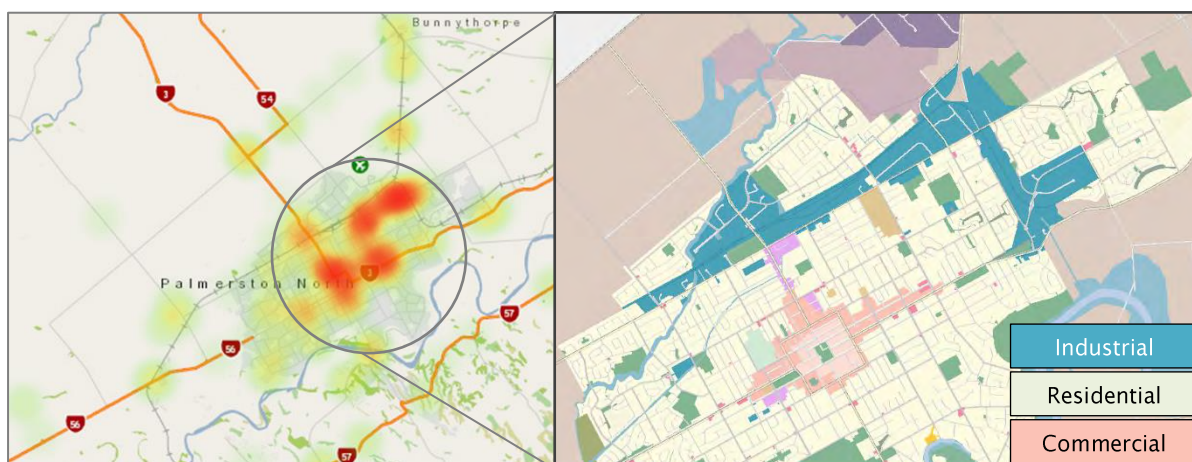 Bunnythorpe
3
54
Palmerston North
3
57
56
56
57
Industrial
Residential
Commercial